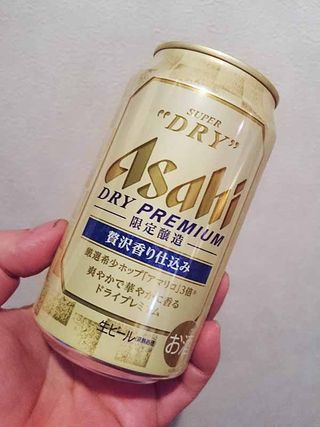 SUPER
"DRY"
Asahi
DRY PREMIUM
限定醸造
贅沢香り仕込み
厳選希少ホップ「アマリロ」3倍
爽やかで華やかに香る
ドライプレミアム
生ビール
お酒